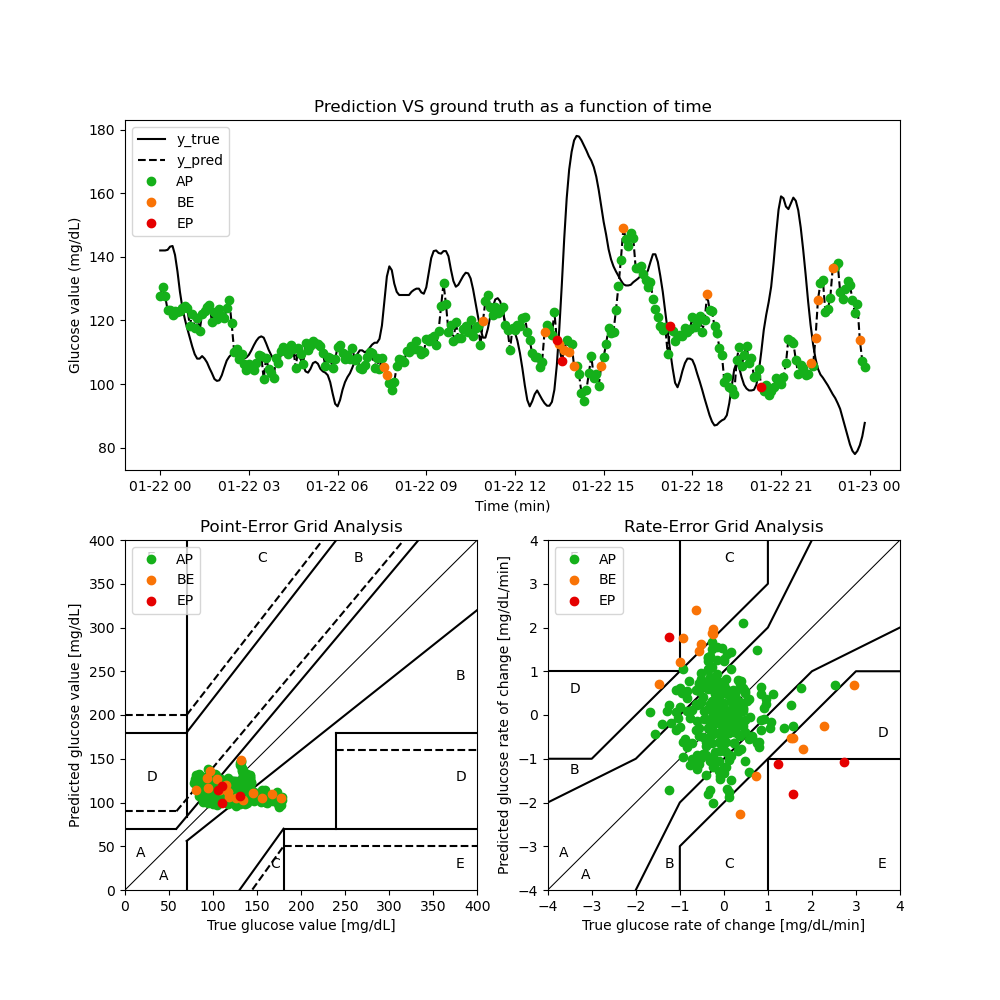 Prediction VS ground truth as a function of time
Glucose value (mg/dL)
180
160
140
120
100
80
y_true
y_pred
AP
BE
EP
01-22 00 01-22 03 01-22 06 01-22 09 01-22 12 01-22 15 01-22 18 01-22 21 01-23 00
Time (min)
Point-Error Grid Analysis
Predicted glucose value [mg/dL]
400
350
300
250
200
150
100
50
0
AP
BE
EP
C
B
B
D
D
A
A
C
E
0 50 100 150 200 250 300 350 400
True glucose value [mg/dL]
Rate-Error Grid Analysis
Predicted glucose rate of change [mg/dL/min]
4
3
2
1
0
−1
−2
−3
−4
AP
BE
EP
C
D
D
B
A
A
B
C
E
−4 −3 −2 −1 0 1 2 3 4
True glucose rate of change [mg/dL/min]